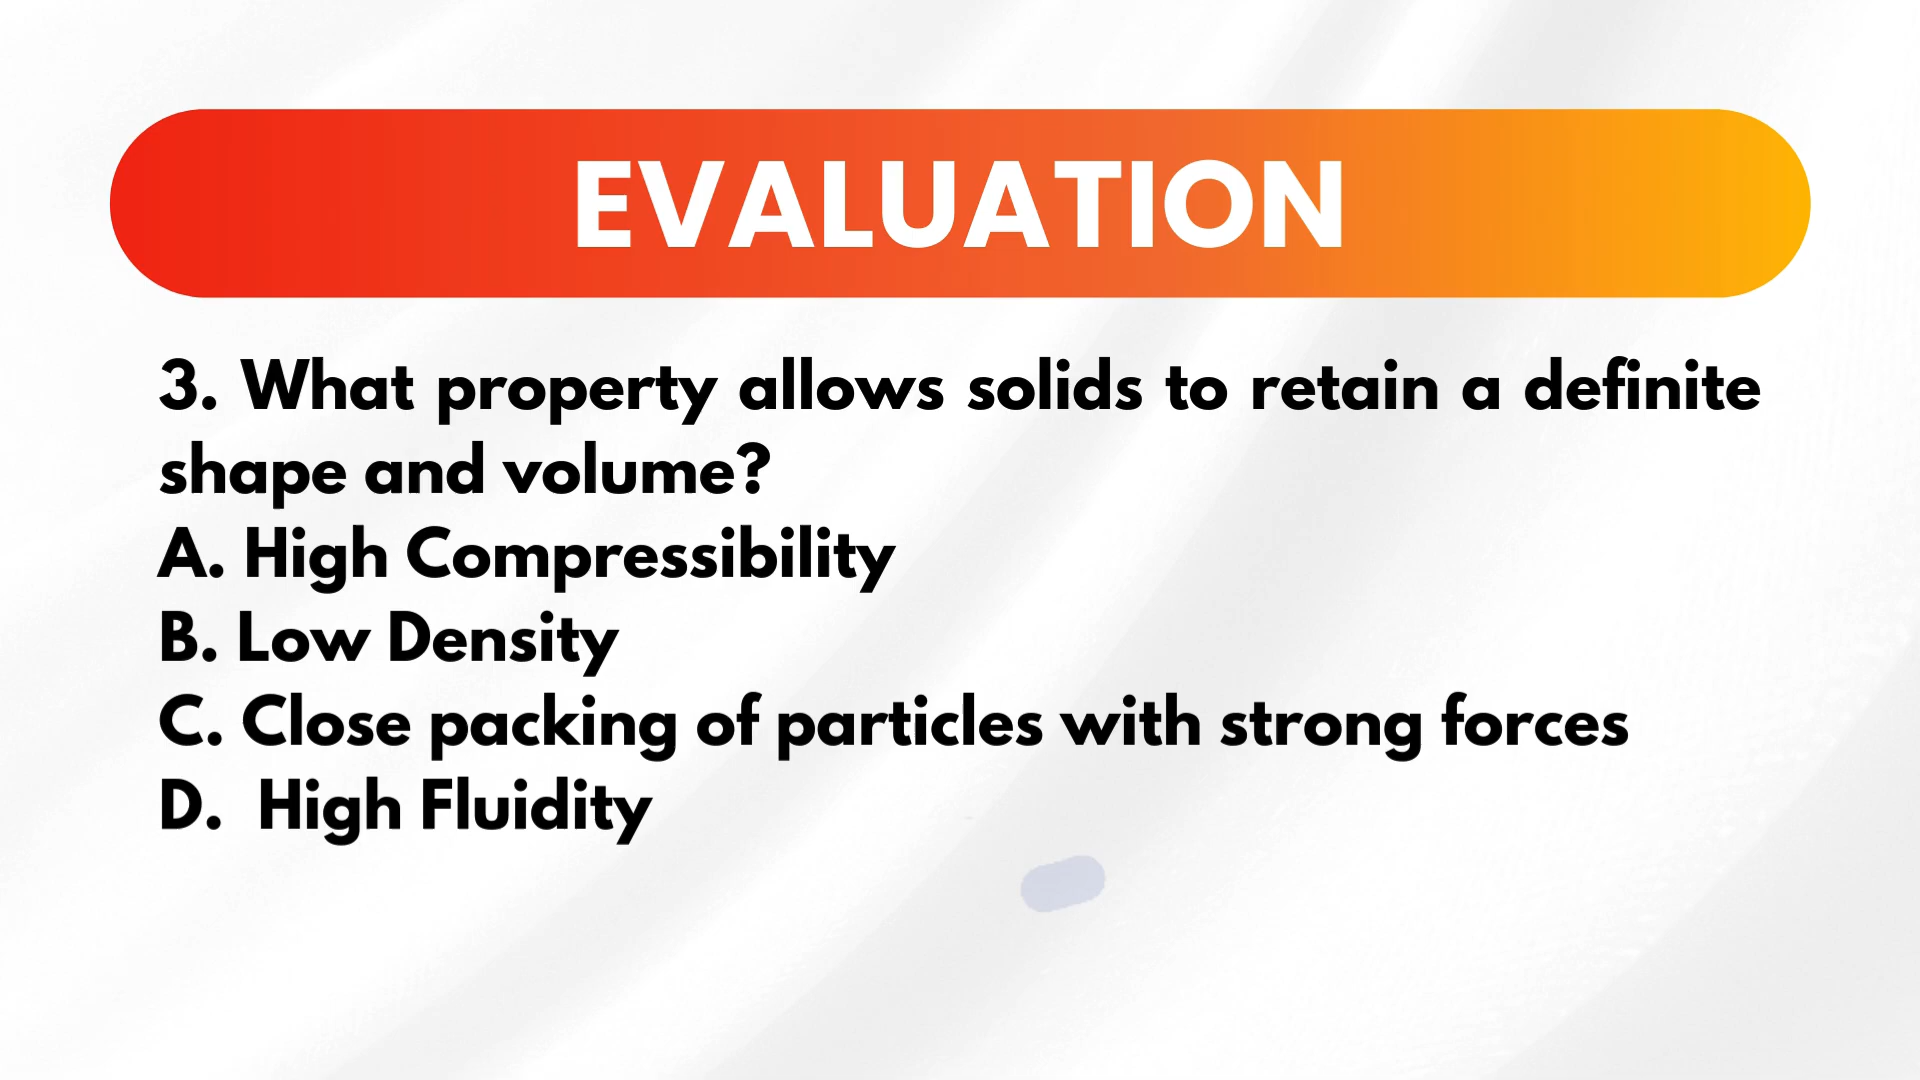 EVALUATION
3. What property allows solids to retain a definite
shape and volume?
A. High Compressibility
B. Low Density
C. Close packing of particles with strong forces
D.  High Fluidity